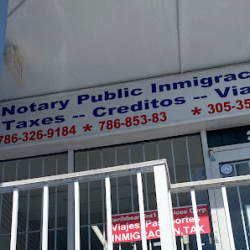 Notary Public Inmigrac
Taxes -- Creditos -- Via
786-326-9184 * 786-853-83 * 305-35
Viajes Pasaportes
INMIGRACION, TAX